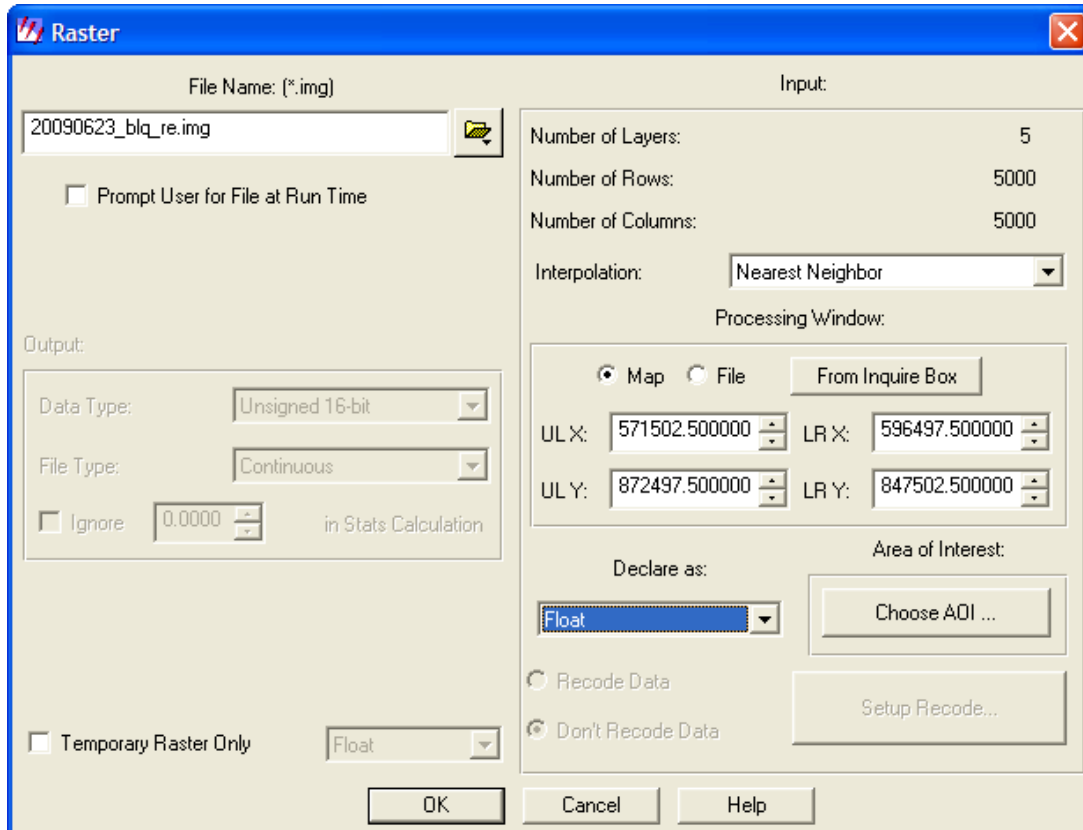 Raster
File Name: (*.img)
20090623_blq_re.img
Prompt User for File at Run Time
Output:
Data Type: Unsigned 16-bit
File Type: Continuous
Ignore 0.0000 in Stats Calculation
Temporary Raster Only Float
Input:
Number of Layers: 5
Number of Rows: 5000
Number of Columns: 5000
Interpolation: Nearest Neighbor
Processing Window:
Map File From Inquire Box
UL X: 571502.500000 LR X: 596497.500000
UL Y: 872497.500000 LR Y: 847502.500000
Declare as:
Float
Area of Interest:
Choose AOI ...
Recode Data
Don't Recode Data
Setup Recode...
OK Cancel Help